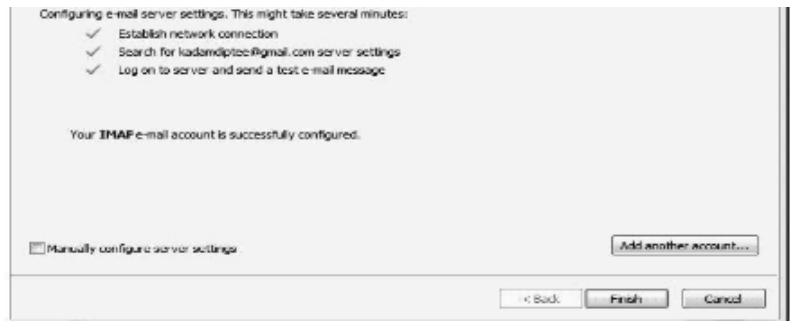 Configuring e-mail server settings. This might take several minutes:
Establish network connection
Search for kadamdiptee@gmail.com server settings
Log on to server and send a test e-mail message
Your IMAP e-mail account is successfully configured.
Manually configure server settings
Add another account...
< Back
Finish
Cancel